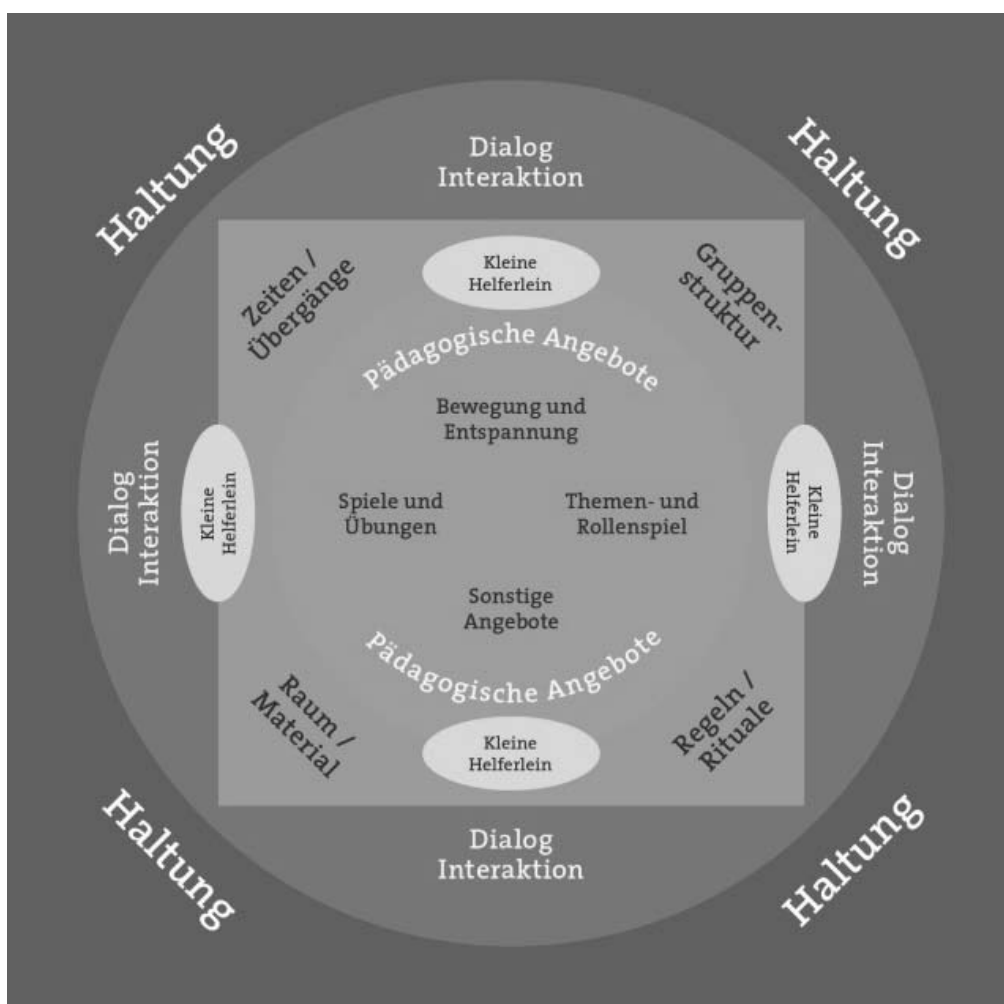 Haltung
Haltung
Dialog
Interaktion
Zeiten /
Übergänge
Kleine
Helferlein
Gruppen-
struktur
Pädagogische Angebote
Bewegung und
Entspannung
Dialog
Interaktion
Kleine
Helferlein
Spiele und
Übungen
Themen- und
Rollenspiel
Kleine
Helferlein
Dialog
Interaktion
Sonstige
Angebote
Pädagogische Angebote
Raum /
Material
Kleine
Helferlein
Regeln /
Rituale
Dialog
Interaktion
Haltung
Haltung